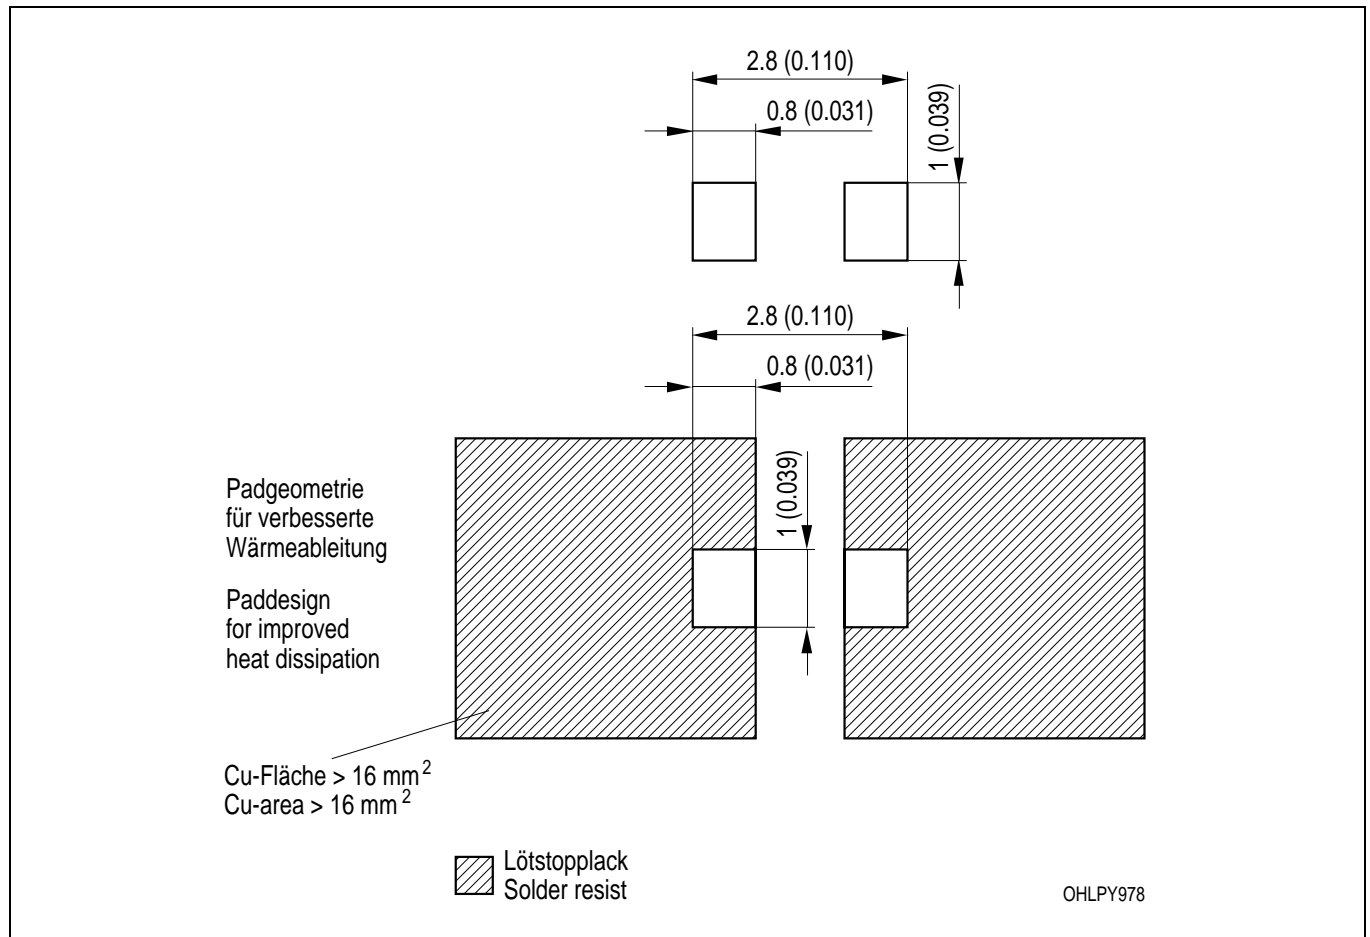 2.8 (0.110)
0.8 (0.031)
1 (0.039)
2.8 (0.110)
0.8 (0.031)
1 (0.039)
Padgeometrie
für verbesserte
Wärmeableitung
Paddesign
for improved
heat dissipation
Cu-Fläche > 16 mm²
Cu-area > 16 mm²
Lötstopplack
Solder resist
OHLPY978